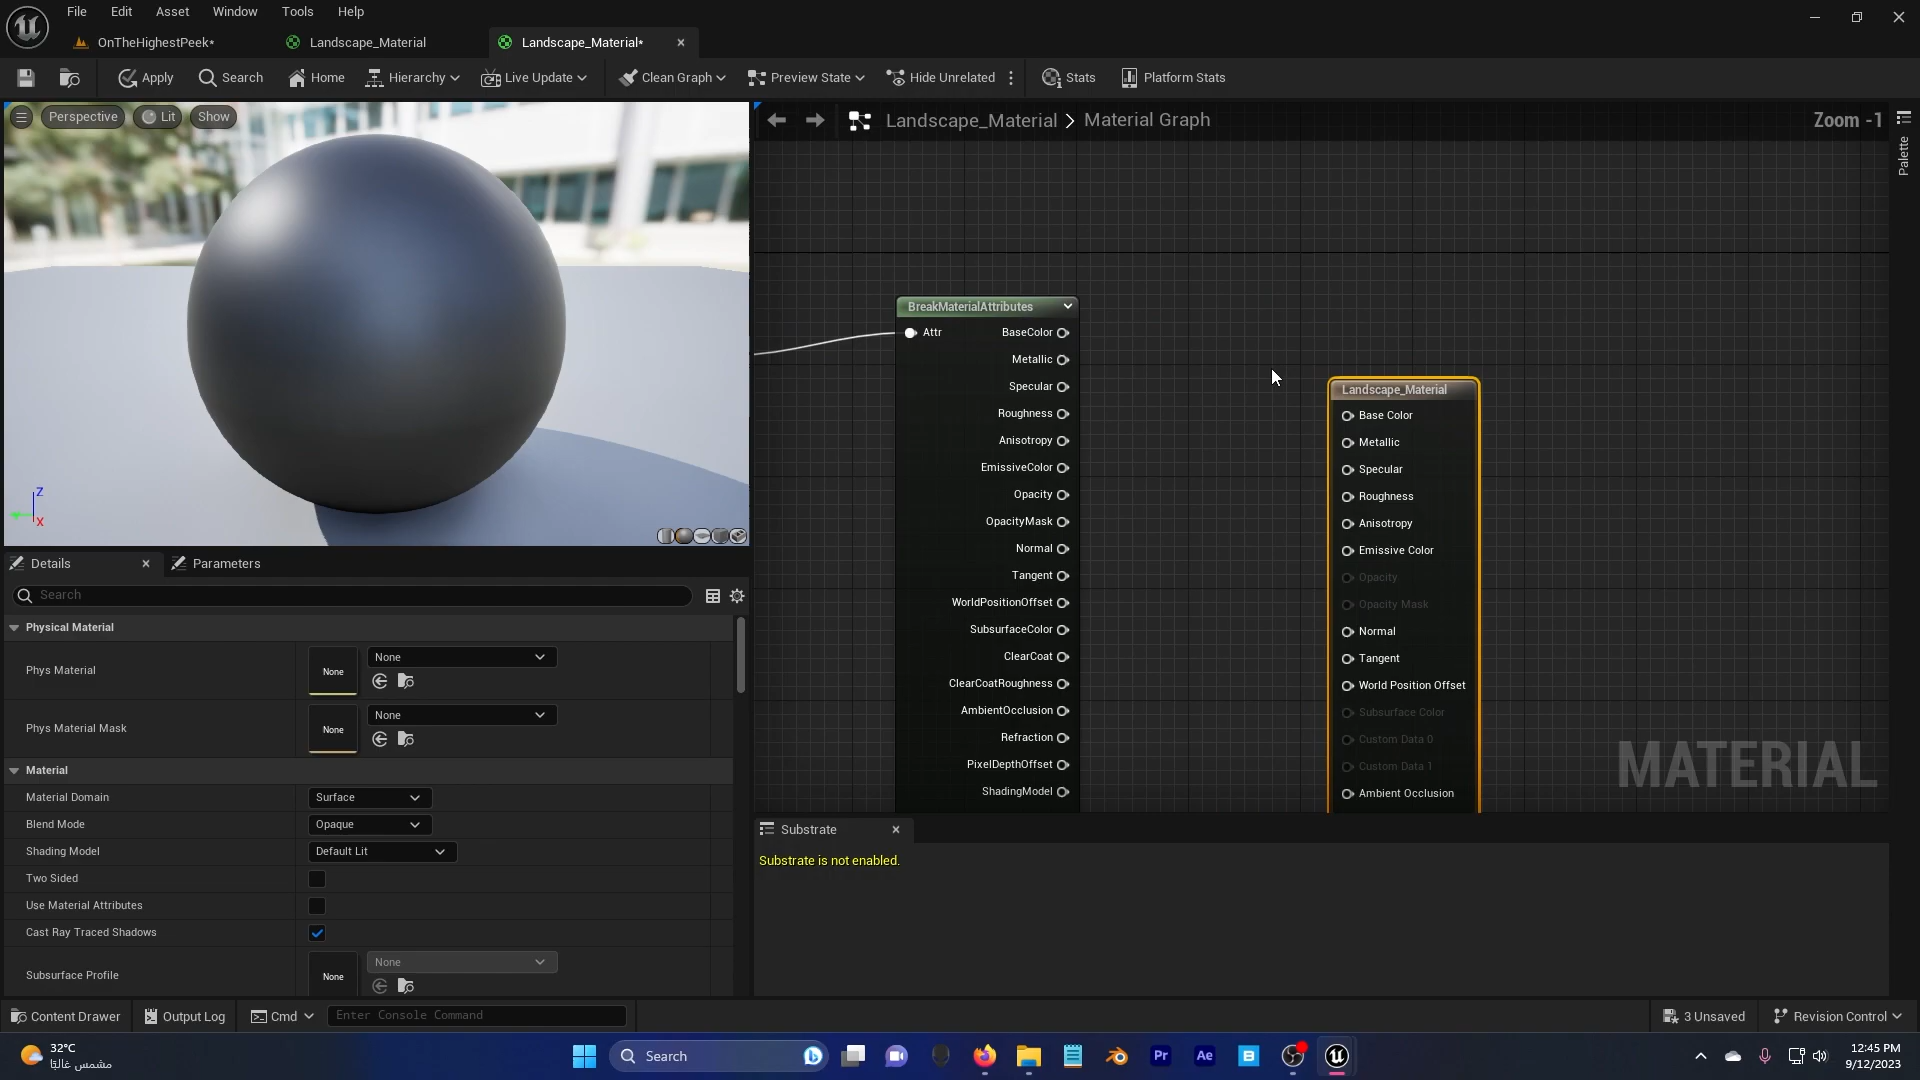 File Edit Asset Window Tools Help
OnTheHighestPeek* Landscape_Material Landscape_Material*
Apply Search Home Hierarchy Live Update Clean Graph Preview State Hide Unrelated Stats Platform Stats
Perspective Lit Show
Landscape_Material > Material Graph
Zoom -1
Palette
BreakMaterialAttributes
Attr
BaseColor
Metallic
Specular
Roughness
Anisotropy
EmissiveColor
Opacity
OpacityMask
Normal
Tangent
WorldPositionOffset
SubsurfaceColor
ClearCoat
ClearCoatRoughness
AmbientOcclusion
Refraction
PixelDepthOffset
ShadingModel
Landscape_Material
Base Color
Metallic
Specular
Roughness
Anisotropy
Emissive Color
Opacity
Opacity Mask
Normal
Tangent
World Position Offset
Subsurface Color
Custom Data 0
Custom Data 1
Ambient Occlusion
MATERIAL
Z
X
Details Parameters
Search
Physical Material
Phys Material None None
Phys Material Mask None None
Material
Material Domain Surface
Blend Mode Opaque
Shading Model Default Lit
Two Sided
Use Material Attributes
Cast Ray Traced Shadows
Subsurface Profile None None
Substrate
Substrate is not enabled.
Content Drawer Output Log Cmd Enter Console Command 3 Unsaved Revision Control
32°C
مشمس غالبًا
Search
Pr Ae
12:45 PM
9/12/2023